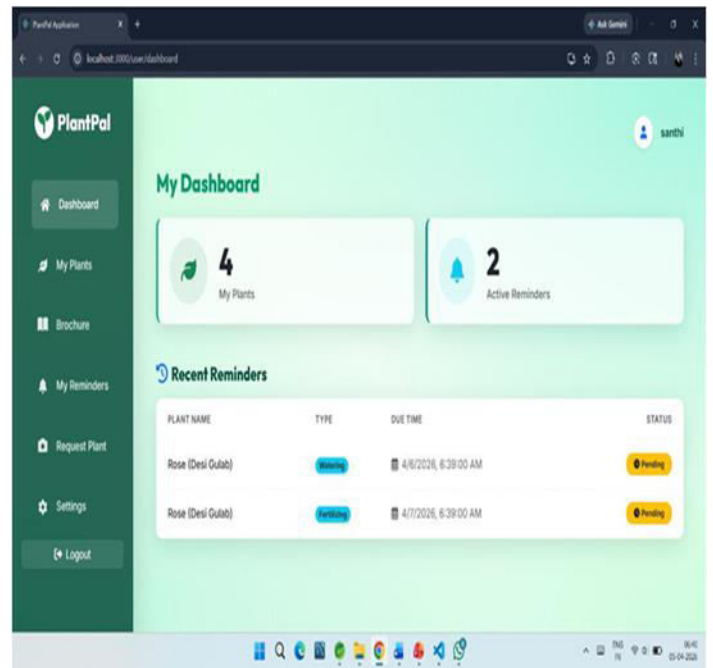 PlantPal Application
Ask Gemini
localhost:3000/user/dashboard
PlantPal
santhi
My Dashboard
Dashboard
4
My Plants
2
Active Reminders
My Plants
Brochure
Recent Reminders
My Reminders
PLANT NAME TYPE DUE TIME STATUS
Request Plant
Rose (Desi Gulab) Watering 4/6/2026, 6:39:00 AM Pending
Settings
Rose (Desi Gulab) Fertilizing 4/7/2026, 6:39:00 AM Pending
Logout
ENG 06:40
IN 05-04-2026